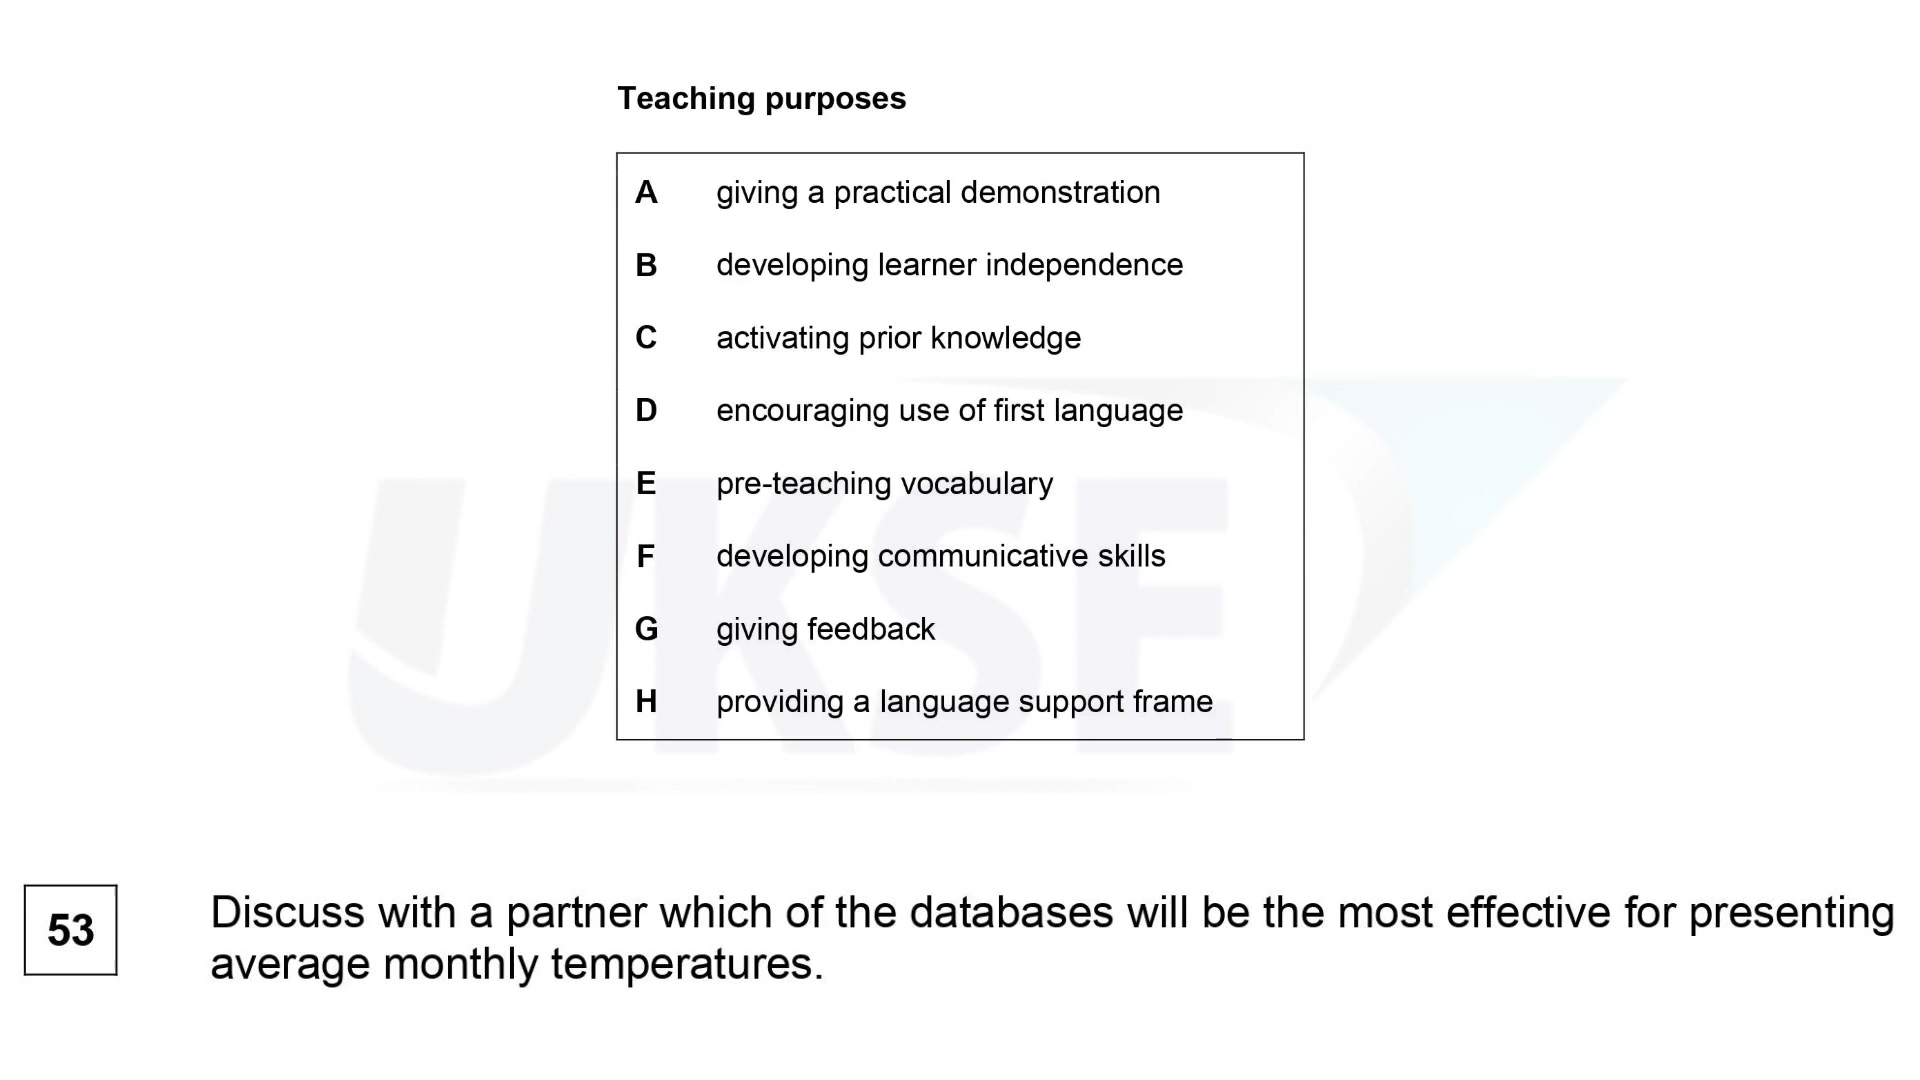 Teaching purposes
A giving a practical demonstration
B developing learner independence
C activating prior knowledge
D encouraging use of first language
E pre-teaching vocabulary
F developing communicative skills
G giving feedback
H providing a language support frame
UKSE
53 Discuss with a partner which of the databases will be the most effective for presenting
average monthly temperatures.